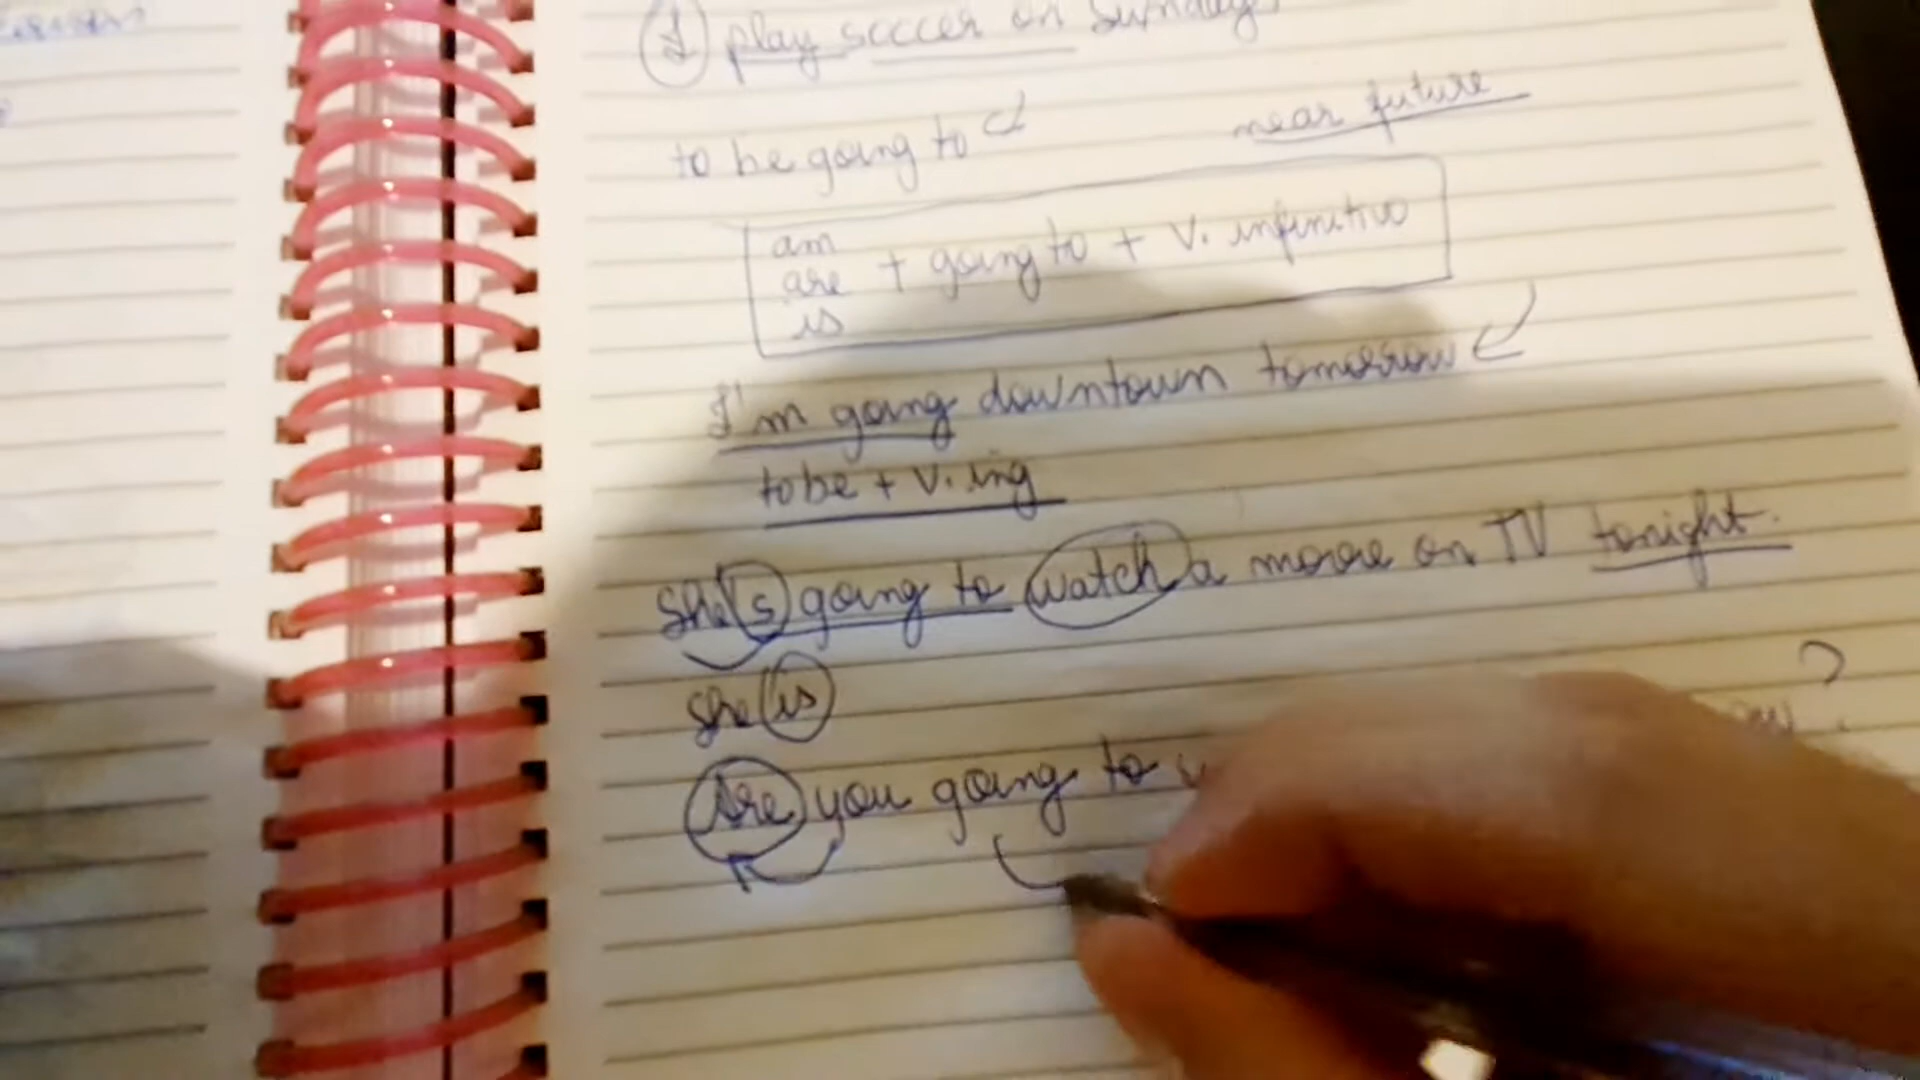 I play soccer on Sundays
to be going to
near future
am
are + going to + V. infinitivo
is
I'm going downtown tomorrow
to be + V. ing
she's going to watch a movie on TV tonight.
she is
Are you going to
?